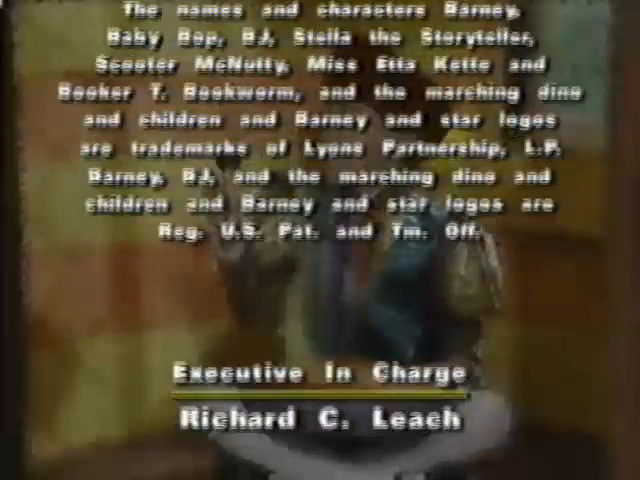 The names and characters Barney,
Baby Bop, BJ, Stella the Storyteller,
Scooter McNutty, Miss Etta Kette and
Booker T. Bookworm, and the marching dino
and children and Barney and star logos
are trademarks of Lyons Partnership, L.P.
Barney, BJ, and the marching dino and
children and Barney and star logos are
Reg. U.S. Pat. and Tm. Off.
Executive In Charge
Richard C. Leach